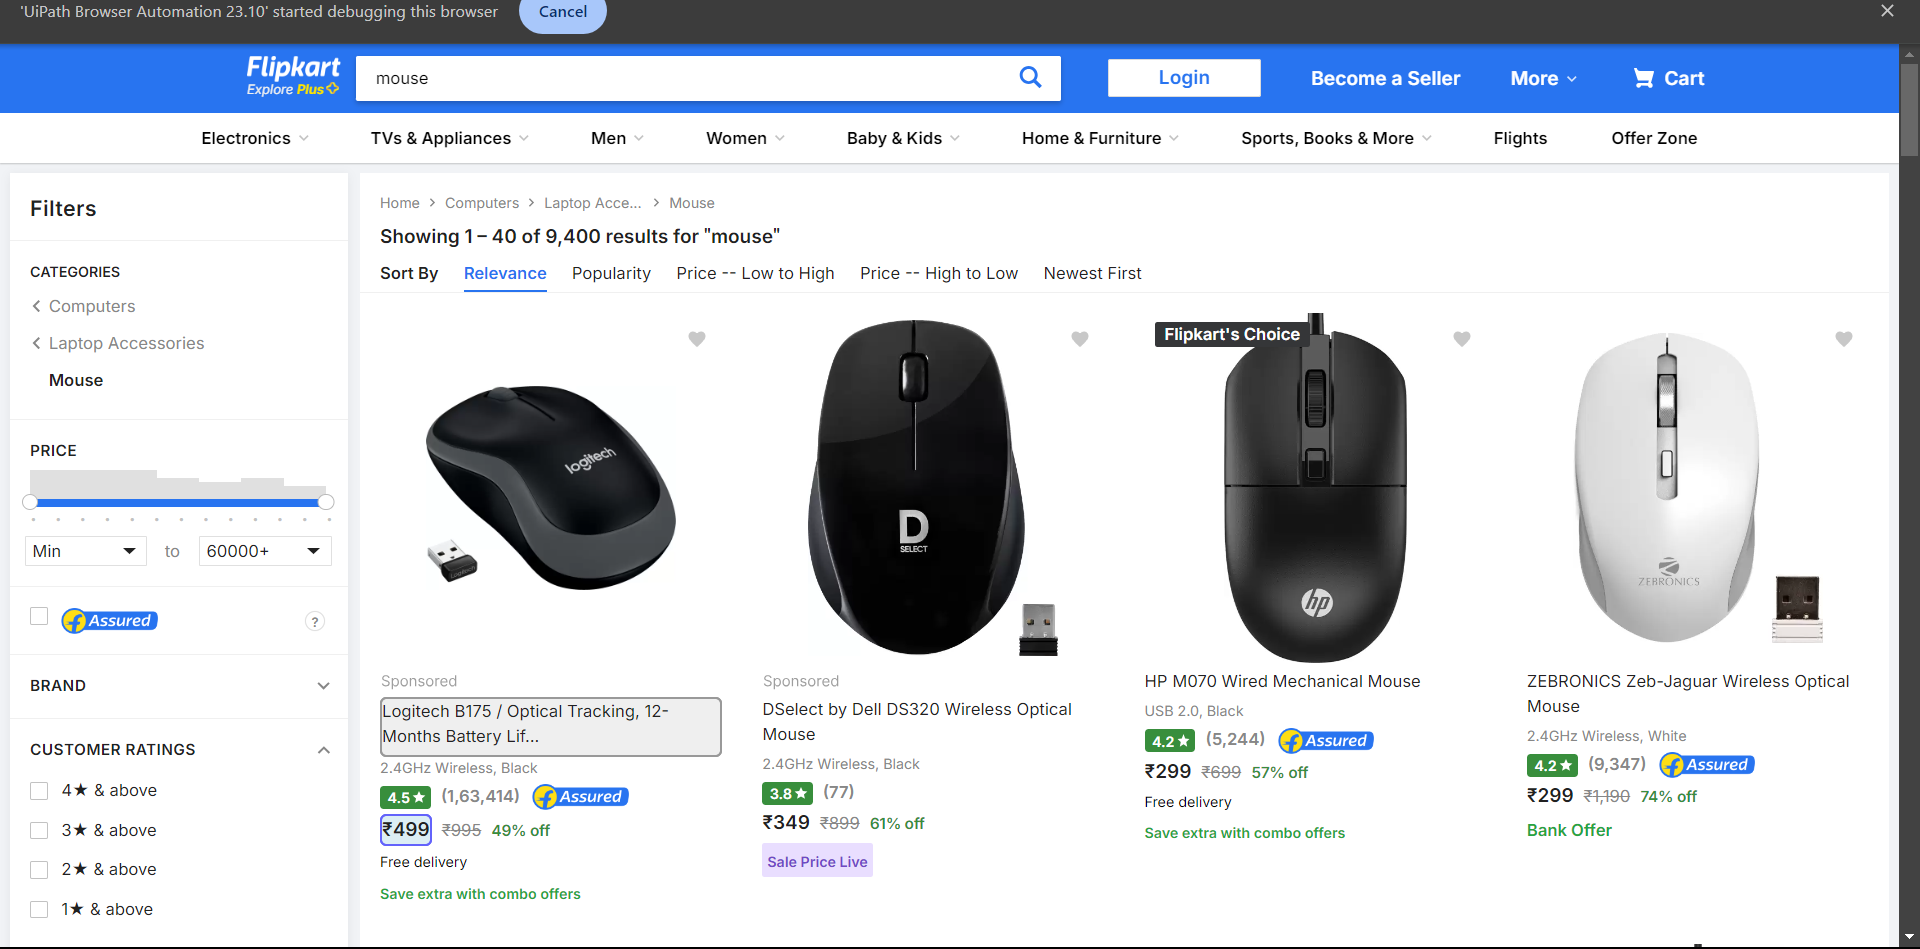 'UiPath Browser Automation 23.10' started debugging this browser
Cancel
Flipkart
Explore Plus
mouse
Login
Become a Seller
More
Cart
Electronics
TVs & Appliances
Men
Women
Baby & Kids
Home & Furniture
Sports, Books & More
Flights
Offer Zone
Filters
CATEGORIES
Computers
Laptop Accessories
Mouse
PRICE
Min
to
60000+
Assured
?
BRAND
CUSTOMER RATINGS
4★ & above
3★ & above
2★ & above
1★ & above
Home > Computers > Laptop Acce... > Mouse
Showing 1 – 40 of 9,400 results for "mouse"
Sort By
Relevance
Popularity
Price -- Low to High
Price -- High to Low
Newest First
logitech
Logitech
Sponsored
Logitech B175 / Optical Tracking, 12-
Months Battery Lif...
2.4GHz Wireless, Black
4.5★ (1,63,414) Assured
₹499 ₹995 49% off
Free delivery
Save extra with combo offers
D
SELECT
Sponsored
DSelect by Dell DS320 Wireless Optical
Mouse
2.4GHz Wireless, Black
3.8★ (77)
₹349 ₹899 61% off
Sale Price Live
Flipkart's Choice
hp
HP M070 Wired Mechanical Mouse
USB 2.0, Black
4.2★ (5,244) Assured
₹299 ₹699 57% off
Free delivery
Save extra with combo offers
ZEBRONICS
ZEBRONICS Zeb-Jaguar Wireless Optical
Mouse
2.4GHz Wireless, White
4.2★ (9,347) Assured
₹299 ₹1,190 74% off
Bank Offer